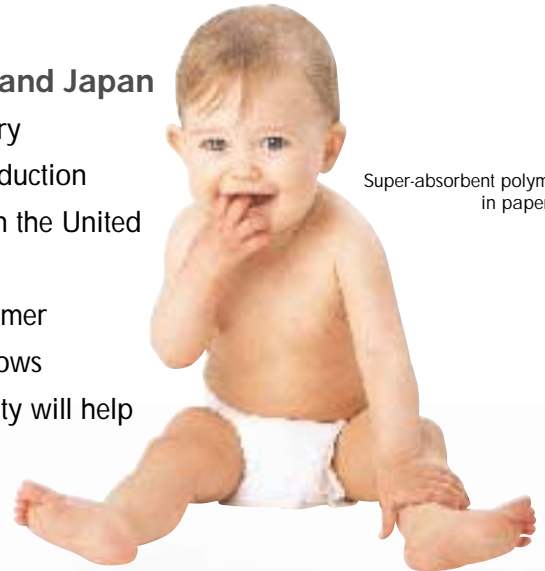 and Japan
ry
duction
n the United
mer
ows
ty will help
Super-absorbent polym
in paper